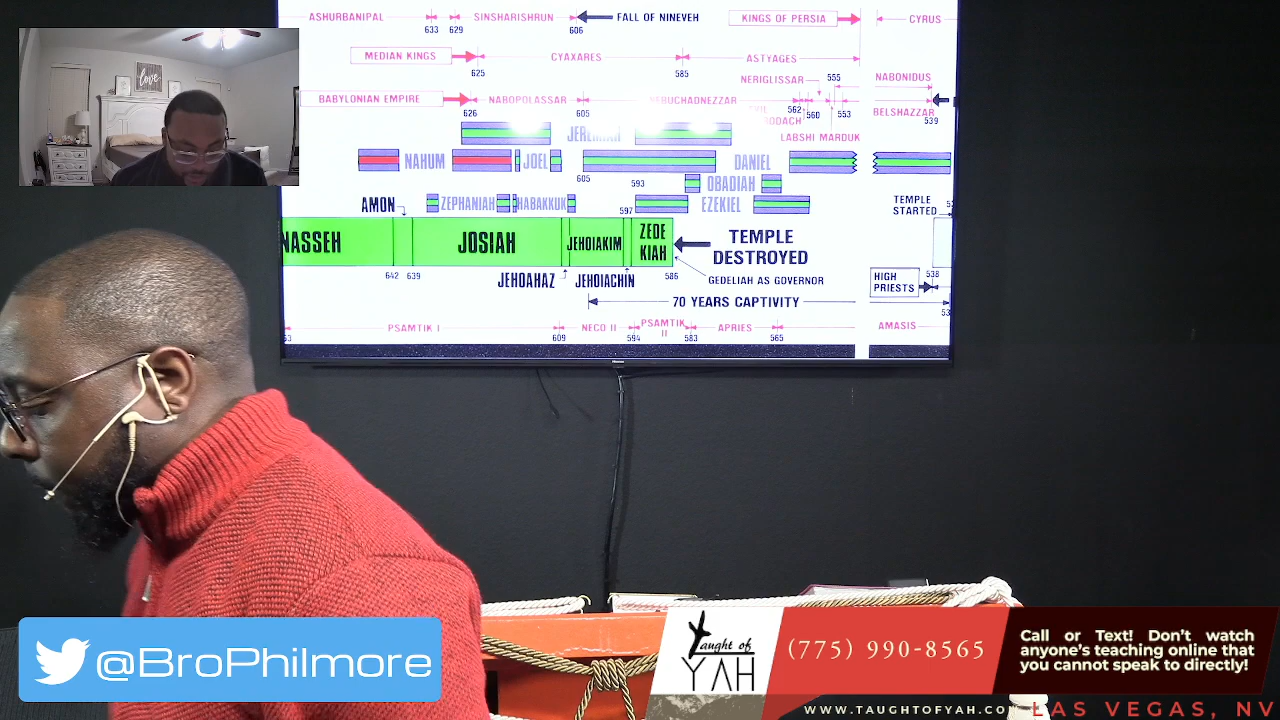 ASHURBANIPAL
633
629
SINSHARISHRUN
606
FALL OF NINEVEH
KINGS OF PERSIA
CYRUS
MEDIAN KINGS
625
CYAXARES
585
ASTYAGES
NERIGLISSAR
555
NABONIDUS
BABYLONIAN EMPIRE
626
NABOPOLASSAR
605
562
560
553
BELSHAZZAR
539
LABSHI MARDUK
love
JEREMIAH
NAHUM
JOEL
DANIEL
605
593
OBADIAH
AMON
ZEPHANIAH
HABAKKUK
597
EZEKIEL
TEMPLE
STARTED
NASSEH
JOSIAH
JEHOIAKIM
ZEDE
KIAH
TEMPLE
DESTROYED
642
639
JEHOAHAZ
JEHOIACHIN
586
GEDELIAH AS GOVERNOR
HIGH
PRIESTS
538
70 YEARS CAPTIVITY
53
PSAMTIK I
609
NECO II
594
PSAMTIK
II
583
APRIES
565
AMASIS
@BroPhilmore
taught of
YAH
(775) 990-8565
Call or Text! Don't watch
anyone's teaching online that
you cannot speak to directly!
WWW.TAUGHTOFYAH.COM
LAS VEGAS, NV